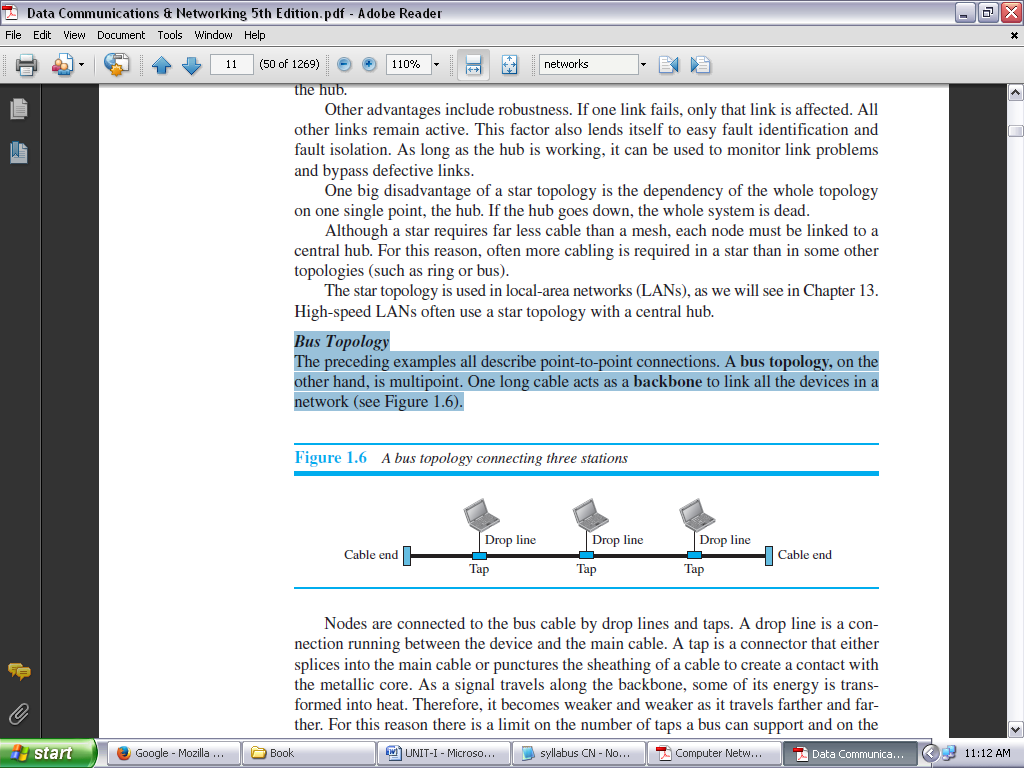 Data Communications & Networking 5th Edition.pdf - Adobe Reader
File Edit View Document Tools Window Help
11 (50 of 1269) 110% networks
the hub.
Other advantages include robustness. If one link fails, only that link is affected. All
other links remain active. This factor also lends itself to easy fault identification and
fault isolation. As long as the hub is working, it can be used to monitor link problems
and bypass defective links.
One big disadvantage of a star topology is the dependency of the whole topology
on one single point, the hub. If the hub goes down, the whole system is dead.
Although a star requires far less cable than a mesh, each node must be linked to a
central hub. For this reason, often more cabling is required in a star than in some other
topologies (such as ring or bus).
The star topology is used in local-area networks (LANs), as we will see in Chapter 13.
High-speed LANs often use a star topology with a central hub.
Bus Topology
The preceding examples all describe point-to-point connections. A bus topology, on the
other hand, is multipoint. One long cable acts as a backbone to link all the devices in a
network (see Figure 1.6).
Figure 1.6 A bus topology connecting three stations
Drop line Drop line Drop line
Cable end Cable end
Tap Tap Tap
Nodes are connected to the bus cable by drop lines and taps. A drop line is a con-
nection running between the device and the main cable. A tap is a connector that either
splices into the main cable or punctures the sheathing of a cable to create a contact with
the metallic core. As a signal travels along the backbone, some of its energy is trans-
formed into heat. Therefore, it becomes weaker and weaker as it travels farther and far-
ther. For this reason there is a limit on the number of taps a bus can support and on the
start Google - Mozilla ... Book UNIT-I - Microso... syllabus CN - No... Computer Netw... Data Communica... 11:12 AM